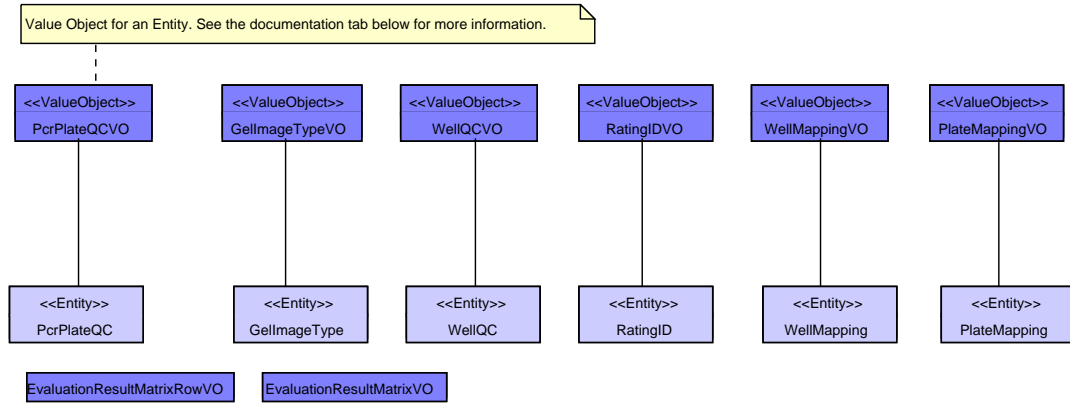 Value Object for an Entity. See the documentation tab below for more information.
<<ValueObject>> <<ValueObject>> <<ValueObject>> <<ValueObject>> <<ValueObject>> <<ValueObject>>
PcrPlateQCVO GelImageTypeVO WellQCVO RatingIDVO WellMappingVO PlateMappingVO
<<Entity>> <<Entity>> <<Entity>> <<Entity>> <<Entity>> <<Entity>>
PcrPlateQC GelImageType WellQC RatingID WellMapping PlateMapping
EvaluationResultMatrixRowVO EvaluationResultMatrixVO